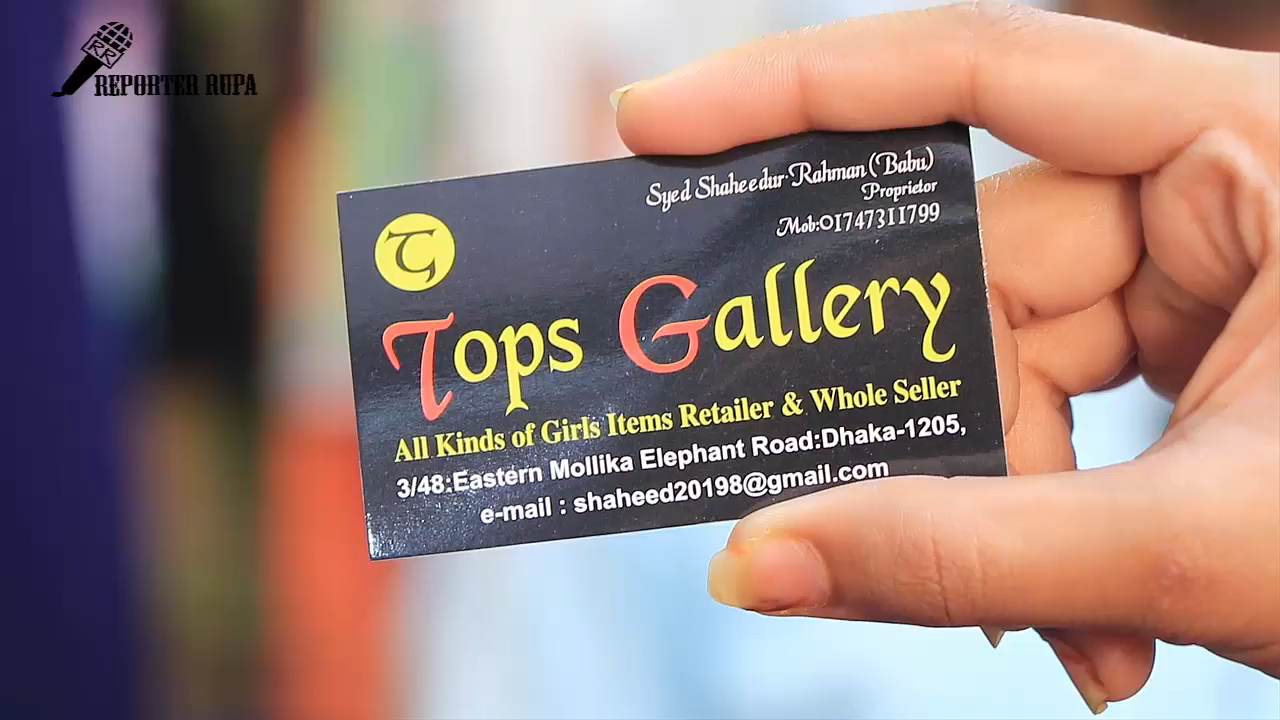 RR
REPORTER RUPA
Syed Shaheedur Rahman (Babu)
Proprietor
Mob:01747311799
Tops Gallery
All Kinds of Girls Items Retailer & Whole Seller
3/48:Eastern Mollika Elephant Road:Dhaka-1205,
e-mail : shaheed20198@gmail.com